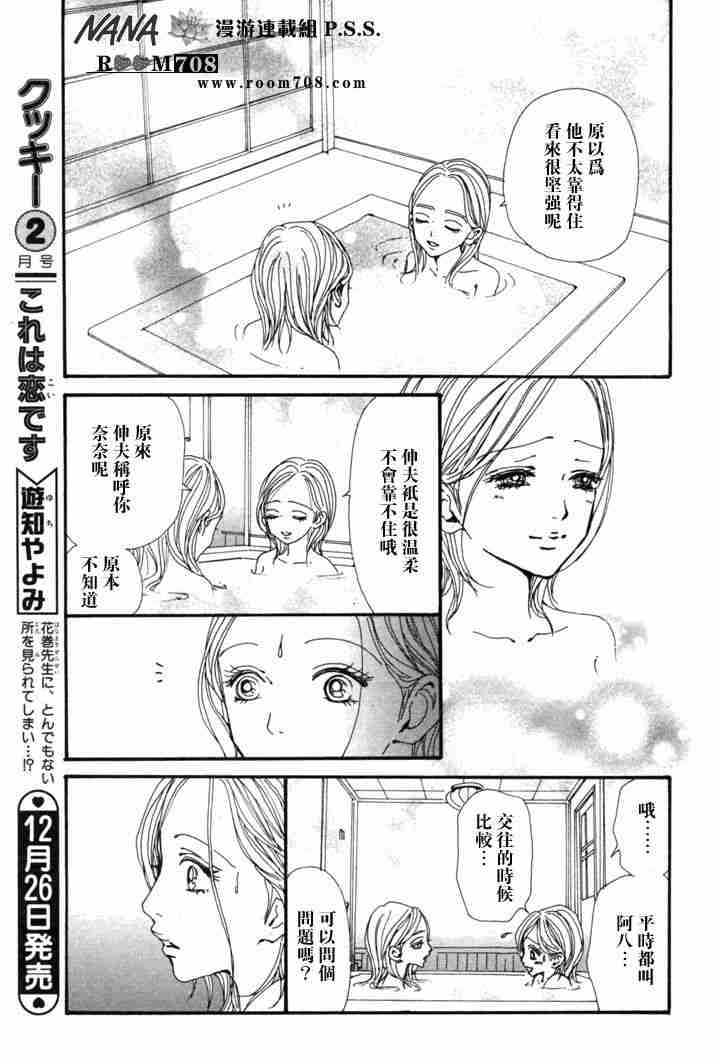 NANA 漫游連載組 P.S.S.
ROOM708
www.room708.com
原以爲
他不太靠得住
看來很堅强呢
伸夫衹是很温柔
不會靠不住哦
原來
伸夫稱呼你
奈奈呢
原本
不知道
哦……
平時都叫
阿八…
交往的時候
比較…
可以問個
問題嗎？
クッキー2月号
これは恋です
こい
遊知やよみ
ゆち
花巻先生に、とんでもない
所を見られてしまい…!?
12月26日発売